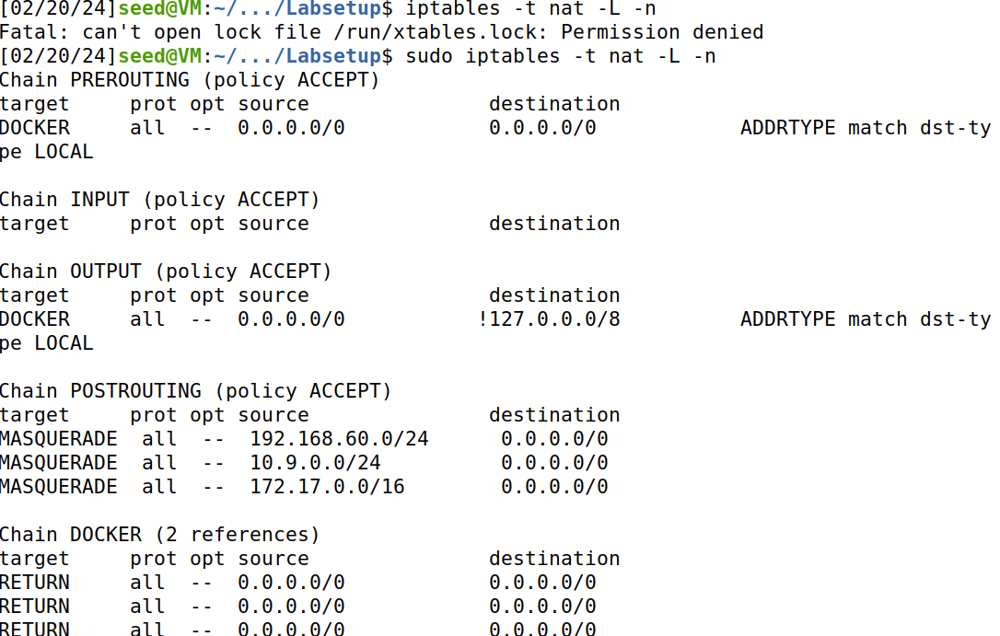 [02/20/24]seed@VM:~/.../Labsetup$ iptables -t nat -L -n
Fatal: can't open lock file /run/xtables.lock: Permission denied
[02/20/24]seed@VM:~/.../Labsetup$ sudo iptables -t nat -L -n
Chain PREROUTING (policy ACCEPT)
target     prot opt source               destination
DOCKER     all  --  0.0.0.0/0            0.0.0.0/0            ADDRTYPE match dst-ty
pe LOCAL

Chain INPUT (policy ACCEPT)
target     prot opt source               destination

Chain OUTPUT (policy ACCEPT)
target     prot opt source               destination
DOCKER     all  --  0.0.0.0/0           !127.0.0.0/8          ADDRTYPE match dst-ty
pe LOCAL

Chain POSTROUTING (policy ACCEPT)
target     prot opt source               destination
MASQUERADE  all  --  192.168.60.0/24      0.0.0.0/0
MASQUERADE  all  --  10.9.0.0/24          0.0.0.0/0
MASQUERADE  all  --  172.17.0.0/16        0.0.0.0/0

Chain DOCKER (2 references)
target     prot opt source               destination
RETURN     all  --  0.0.0.0/0            0.0.0.0/0
RETURN     all  --  0.0.0.0/0            0.0.0.0/0
RETURN     all  --  0.0.0.0/0            0.0.0.0/0